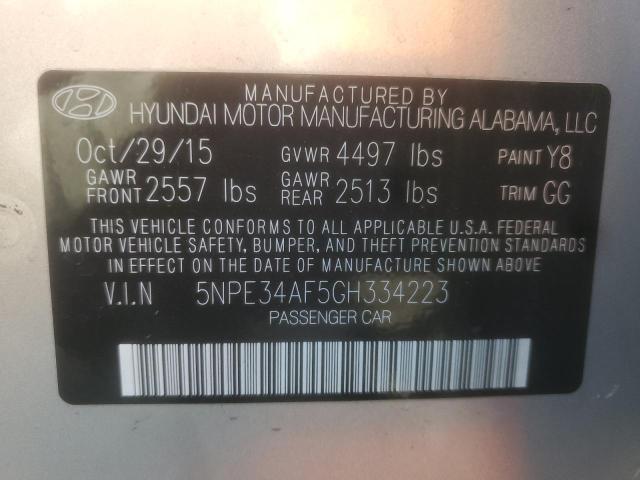 MANUFACTURED BY
HYUNDAI MOTOR MANUFACTURING ALABAMA, LLC
Oct/29/15 GVWR 4497 lbs PAINT Y8
GAWR FRONT 2557 lbs GAWR REAR 2513 lbs TRIM GG
THIS VEHICLE CONFORMS TO ALL APPLICABLE U.S.A. FEDERAL
MOTOR VEHICLE SAFETY, BUMPER, AND THEFT PREVENTION STANDARDS
IN EFFECT ON THE DATE OF MANUFACTURE SHOWN ABOVE
V.I.N 5NPE34AF5GH334223
PASSENGER CAR